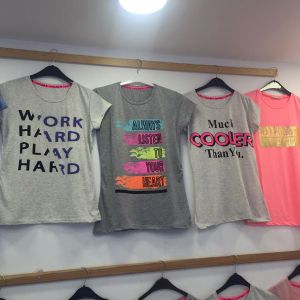 WORK
HARD
PLAY
HARD
ALWAYS
LISTEN
TO
YOUR
HEART
Much
COOLER
Than You.